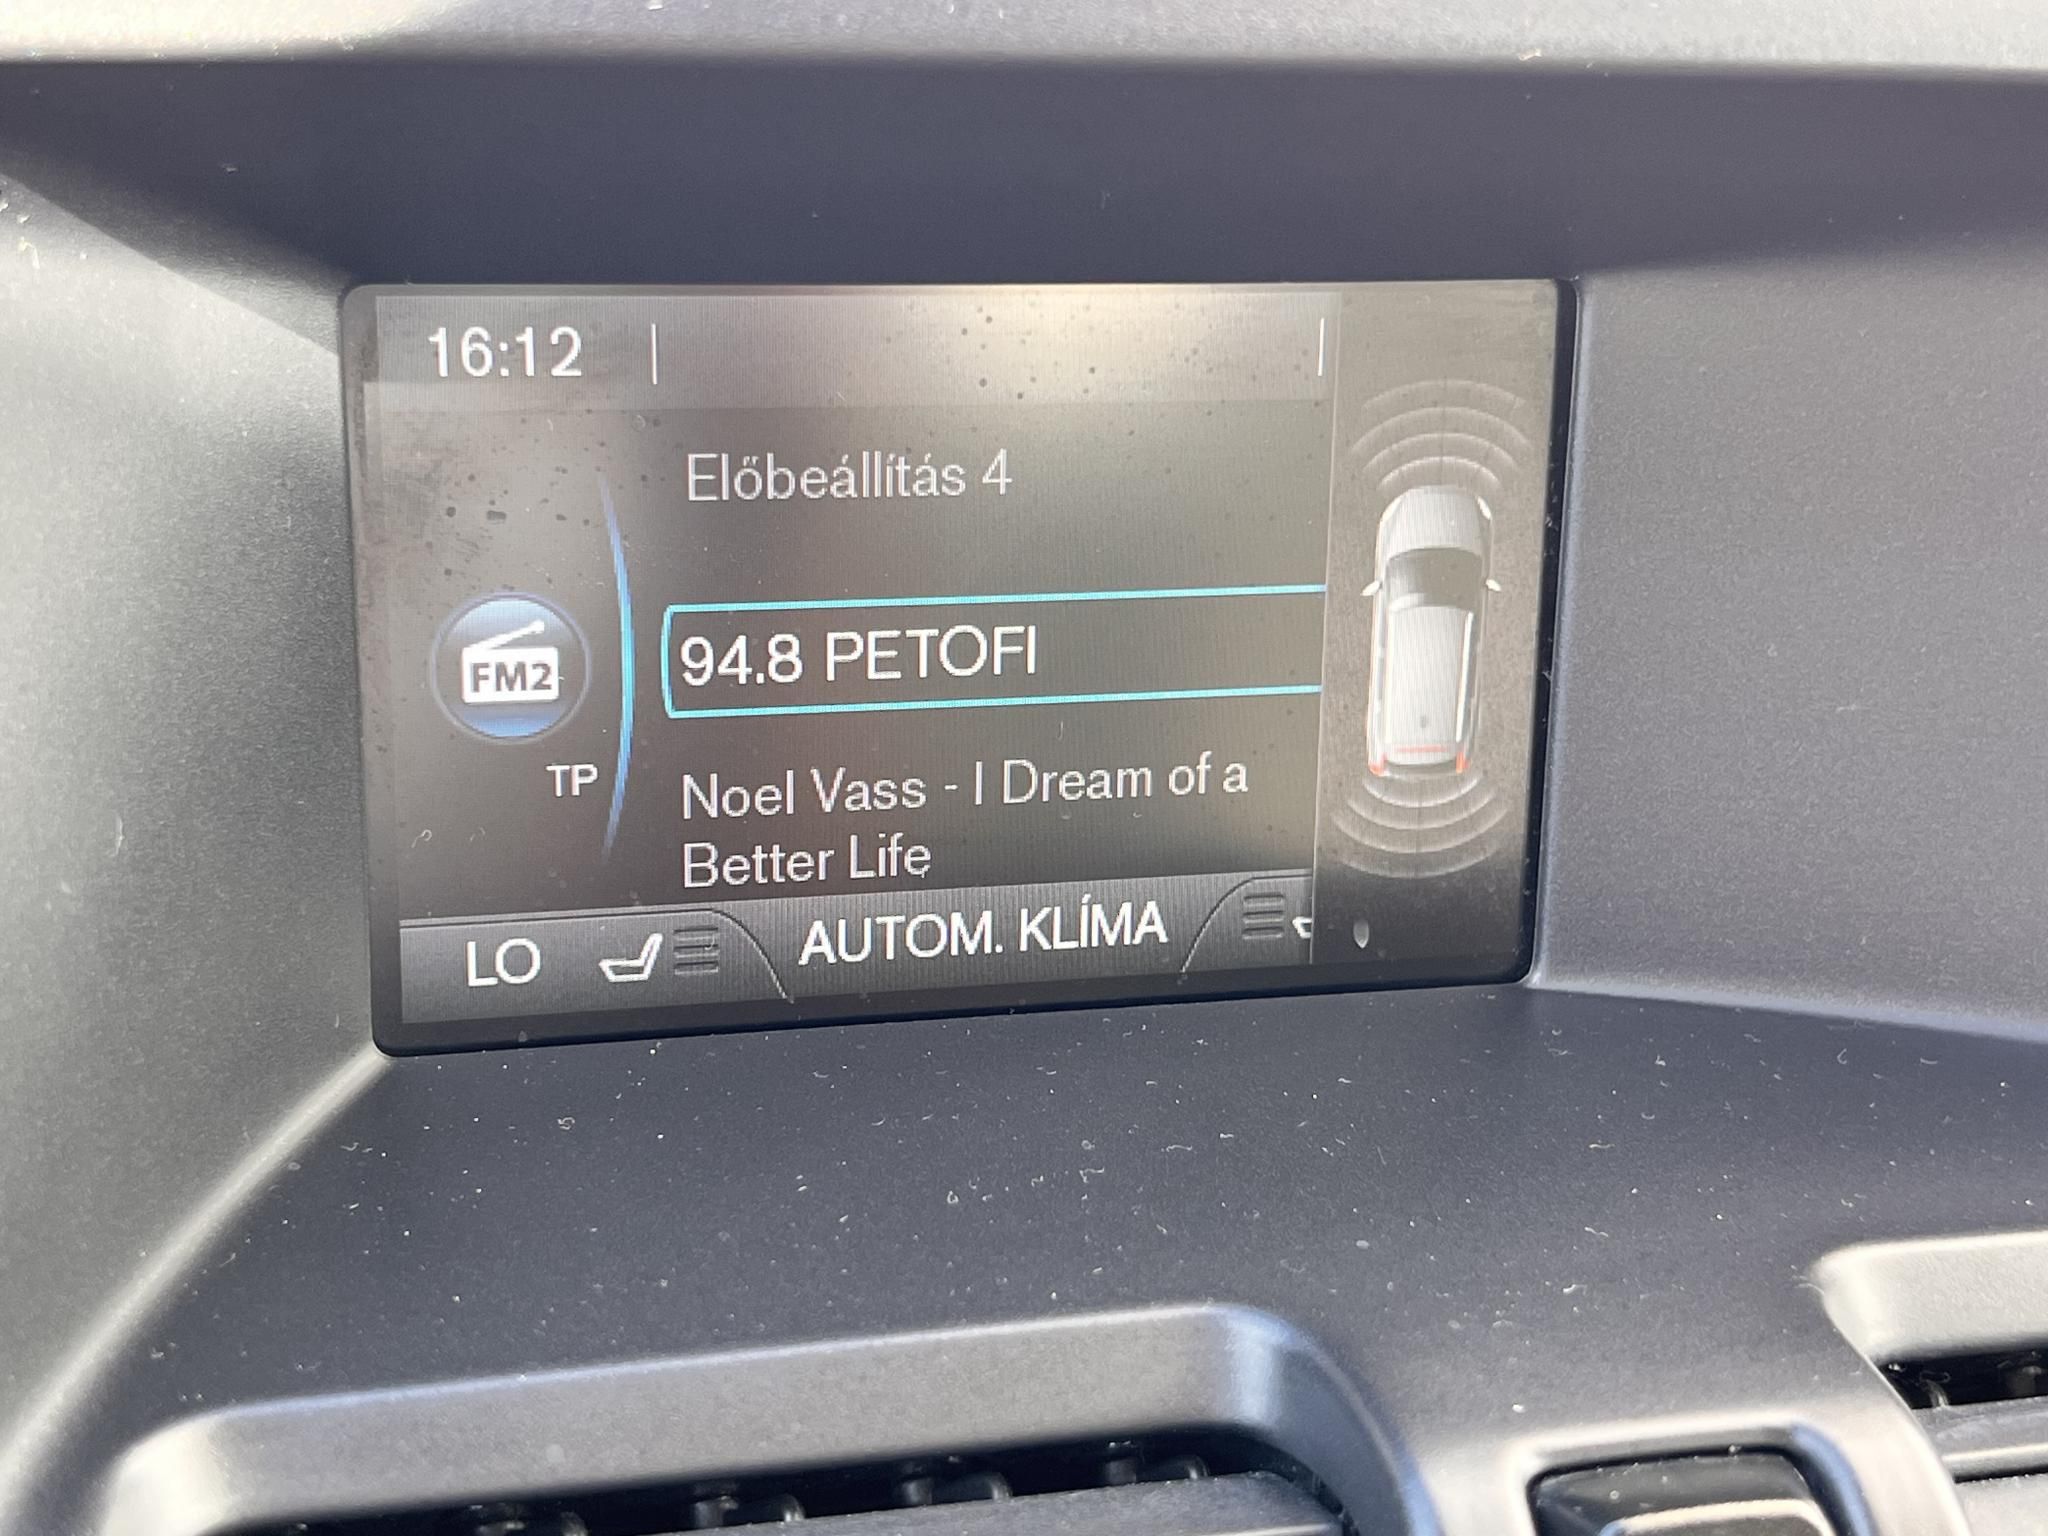 16:12
Előbeállítás 4
FM2
94.8 PETOFI
TP
Noel Vass - I Dream of a
Better Life
LO
AUTOM. KLÍMA